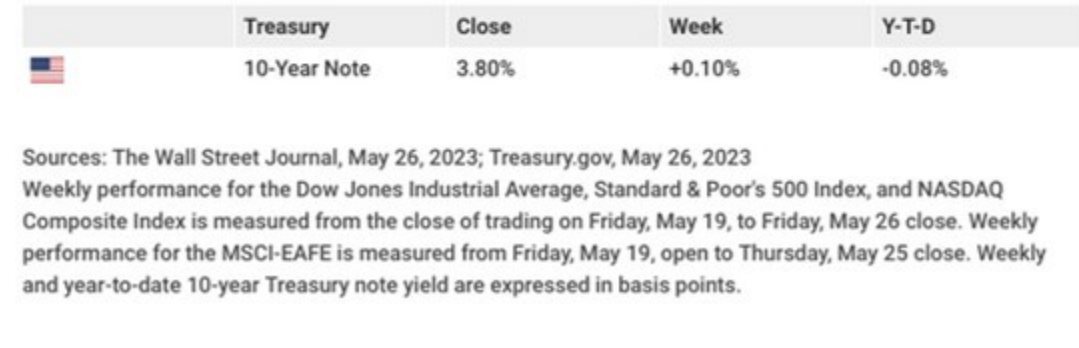 Treasury Close Week Y-T-D
10-Year Note 3.80% +0.10% -0.08%
Sources: The Wall Street Journal, May 26, 2023; Treasury.gov, May 26, 2023
Weekly performance for the Dow Jones Industrial Average, Standard & Poor's 500 Index, and NASDAQ
Composite Index is measured from the close of trading on Friday, May 19, to Friday, May 26 close. Weekly
performance for the MSCI-EAFE is measured from Friday, May 19, open to Thursday, May 25 close. Weekly
and year-to-date 10-year Treasury note yield are expressed in basis points.